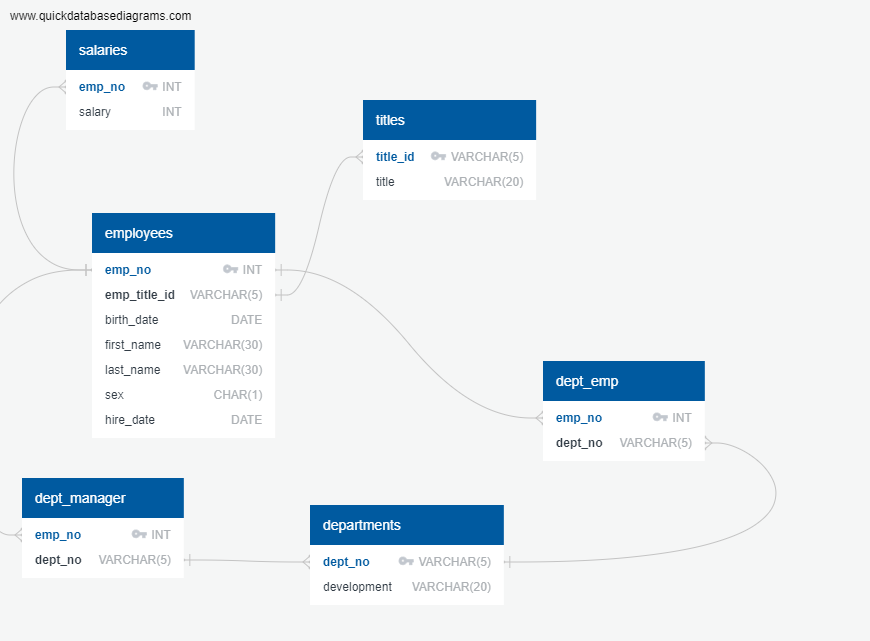 www.quickdatabasediagrams.com
salaries
emp_no INT
salary INT
titles
title_id VARCHAR(5)
title VARCHAR(20)
employees
emp_no INT
emp_title_id VARCHAR(5)
birth_date DATE
first_name VARCHAR(30)
last_name VARCHAR(30)
sex CHAR(1)
hire_date DATE
dept_emp
emp_no INT
dept_no VARCHAR(5)
dept_manager
emp_no INT
dept_no VARCHAR(5)
departments
dept_no VARCHAR(5)
development VARCHAR(20)